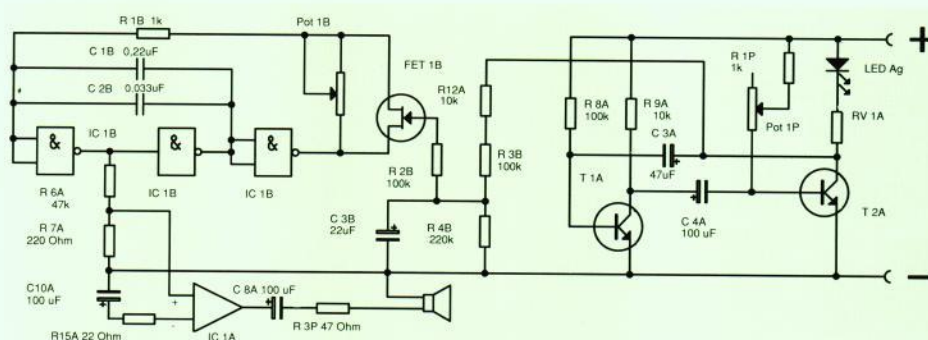 R 1B 1k
Pot 1B
C 1B 0,22uF
C 2B 0.033uF
FET 1B
R12A
10k
R 8A
100k
R 9A
10k
R 1P
1k
LED Ag
RV 1A
C 3A
47uF
Pot 1P
&
IC 1B
&
IC 1B
&
IC 1B
R 2B
100k
R 3B
100k
T 1A
T 2A
R 6A
47k
R 7A
220 Ohm
C 3B
22uF
R 4B
220k
C 4A
100 uF
C10A
100 uF
+
-
C 8A 100 uF
R15A 22 Ohm
IC 1A
R 3P 47 Ohm
+
+
+
+
+
+
−